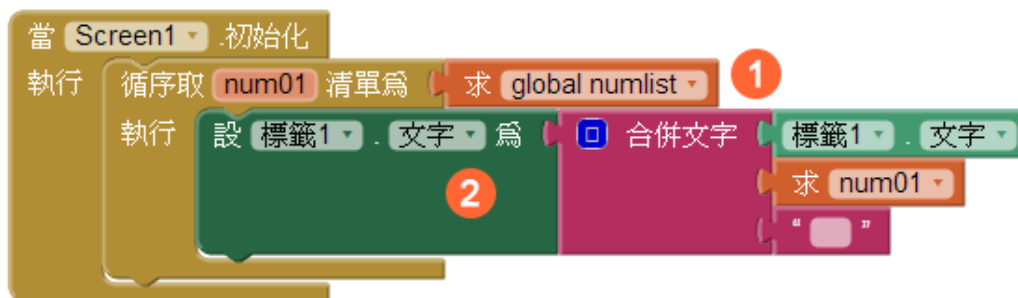 當 Screen1 .初始化
執行 循序取 num01 清單為 求 global numlist 1
執行 設 標籤1 . 文字 為 合併文字 標籤1 . 文字
2 求 num01
“ ”